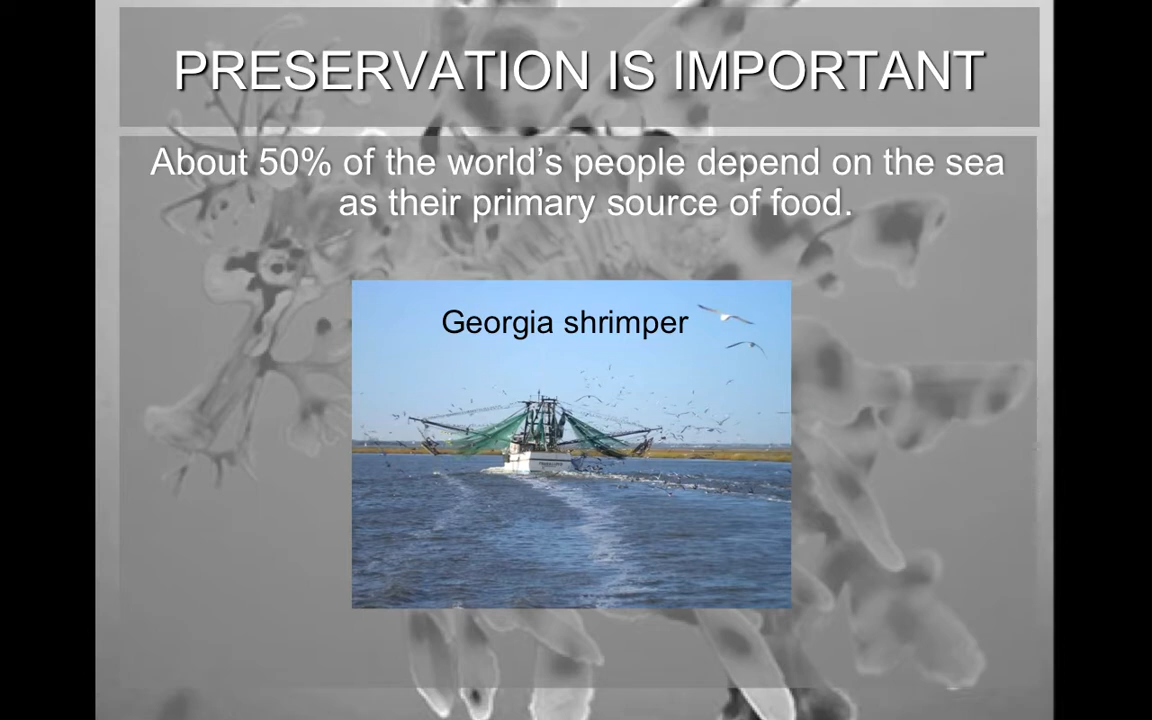 PRESERVATION IS IMPORTANT
About 50% of the world’s people depend on the sea
as their primary source of food.
Georgia shrimper